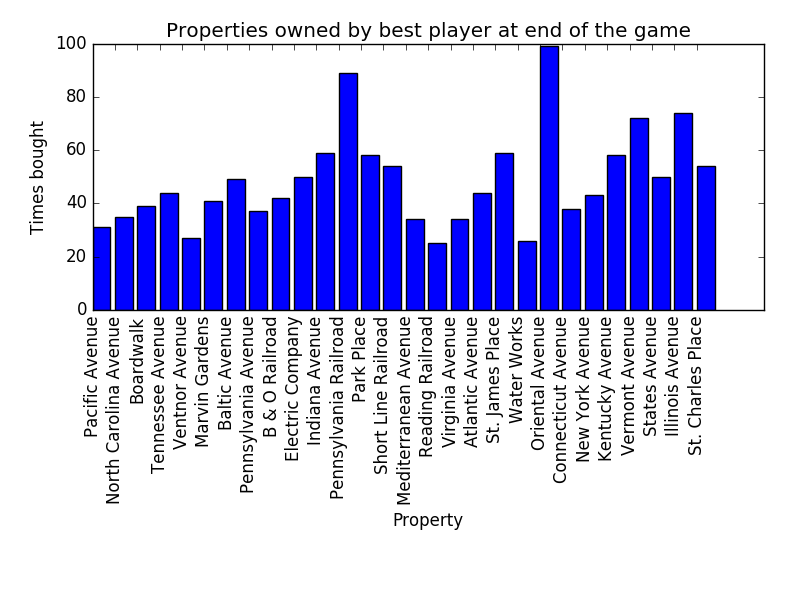 Properties owned by best player at end of the game
Times bought
100
80
60
40
20
0
Pacific Avenue
North Carolina Avenue
Boardwalk
Tennessee Avenue
Ventnor Avenue
Marvin Gardens
Baltic Avenue
Pennsylvania Avenue
B & O Railroad
Electric Company
Indiana Avenue
Pennsylvania Railroad
Park Place
Short Line Railroad
Mediterranean Avenue
Reading Railroad
Virginia Avenue
Atlantic Avenue
St. James Place
Water Works
Oriental Avenue
Connecticut Avenue
New York Avenue
Kentucky Avenue
Vermont Avenue
States Avenue
Illinois Avenue
St. Charles Place
Property